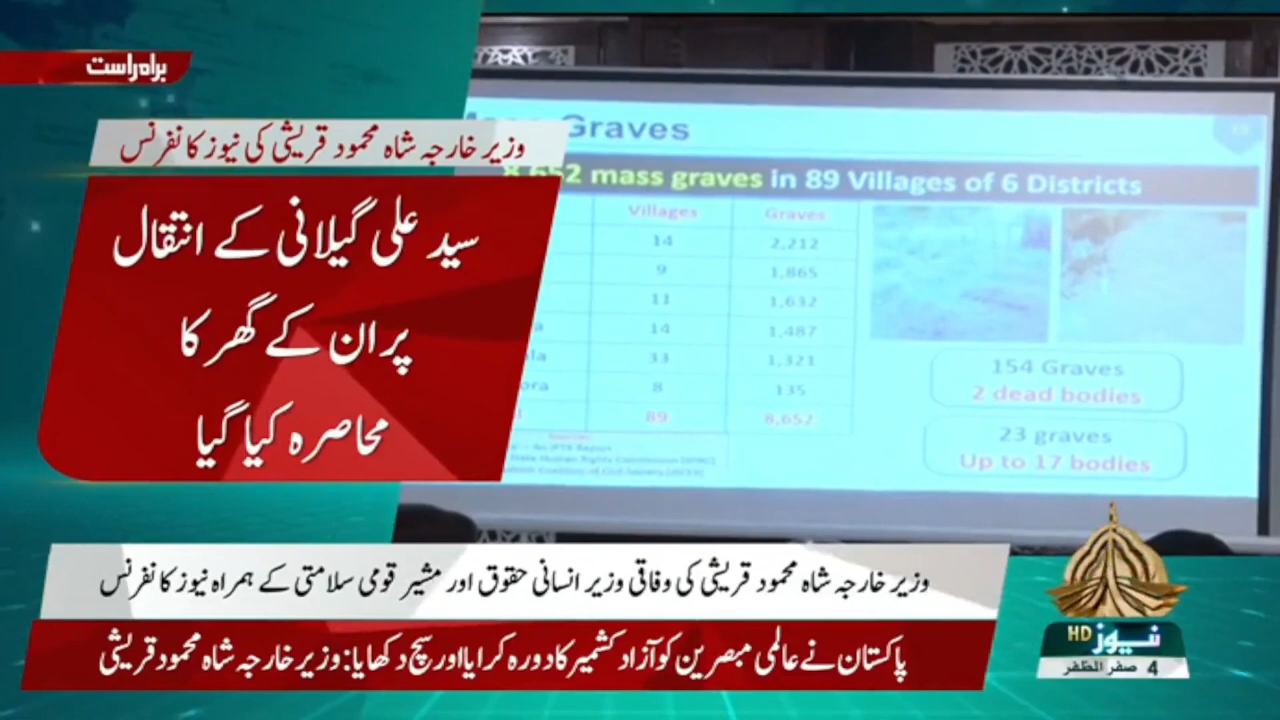 براہ راست
وزیر خارجہ شاہ محمود قریشی کی نیوز کانفرنس
سید علی گیلانی کے انتقال
پر ان کے گھر کا
محاصرہ کیا گیا
Graves
8,652 mass graves in 89 Villages of 6 Districts
Villages Graves
14 2,212
9 1,865
11 1,632
14 1,487
33 1,321
8 135
89 8,652
154 Graves
2 dead bodies
23 graves
Up to 17 bodies
وزیر خارجہ شاہ محمود قریشی کی وفاقی وزیر انسانی حقوق اور مشیر قومی سلامتی کے ہمراہ نیوز کانفرنس
پاکستان نے عالمی مبصرین کو آزاد کشمیر کا دورہ کرایا اور سچ دکھایا: وزیر خارجہ شاہ محمود قریشی
نیوز HD
4 صفر المظفر